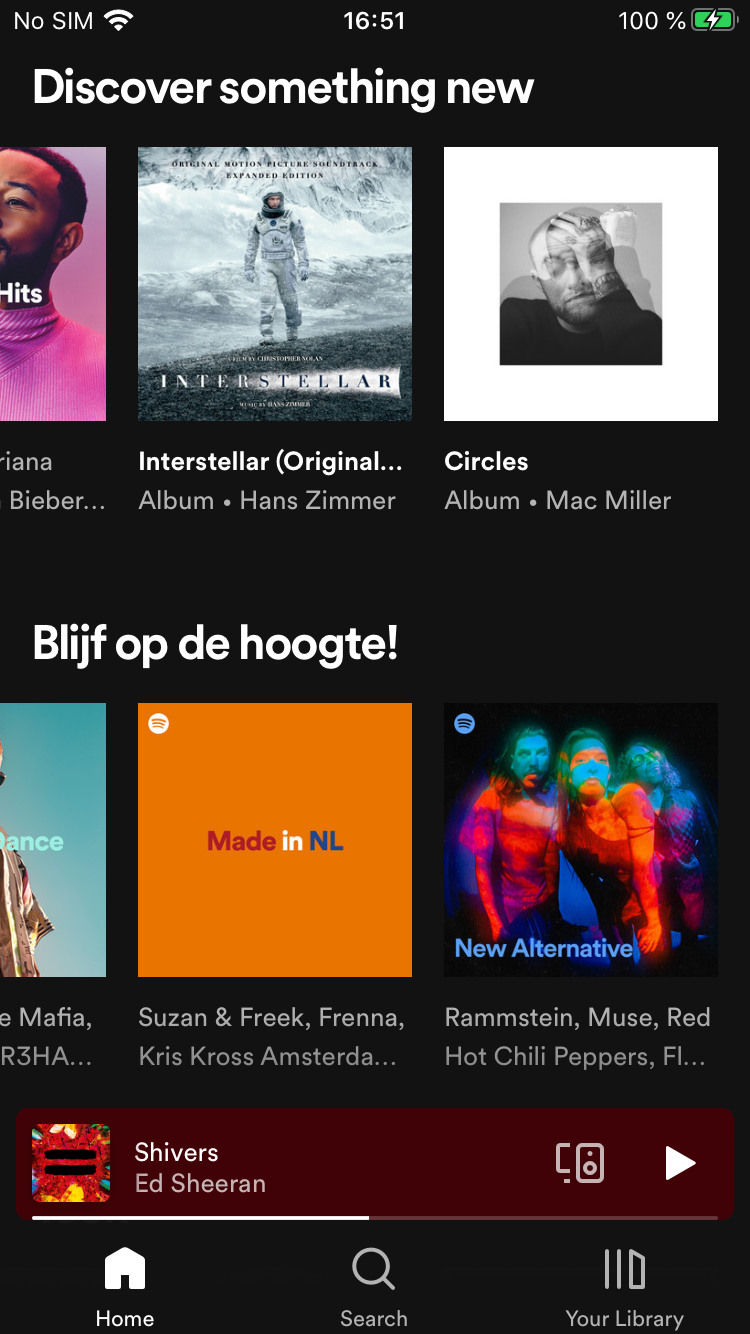 No SIM 16:51 100 %
Discover something new
Hits
ORIGINAL MOTION PICTURE SOUNDTRACK
EXPANDED EDITION
A FILM BY CHRISTOPHER NOLAN
INTERSTELLAR
MUSIC BY HANS ZIMMER
riana
Bieber...
Interstellar (Original...
Album • Hans Zimmer
Circles
Album • Mac Miller
Blijf op de hoogte!
Dance
Made in NL
New Alternative
e Mafia,
R3HA...
Suzan & Freek, Frenna,
Kris Kross Amsterda...
Rammstein, Muse, Red
Hot Chili Peppers, Fl...
Shivers
Ed Sheeran
Home
Search
Your Library